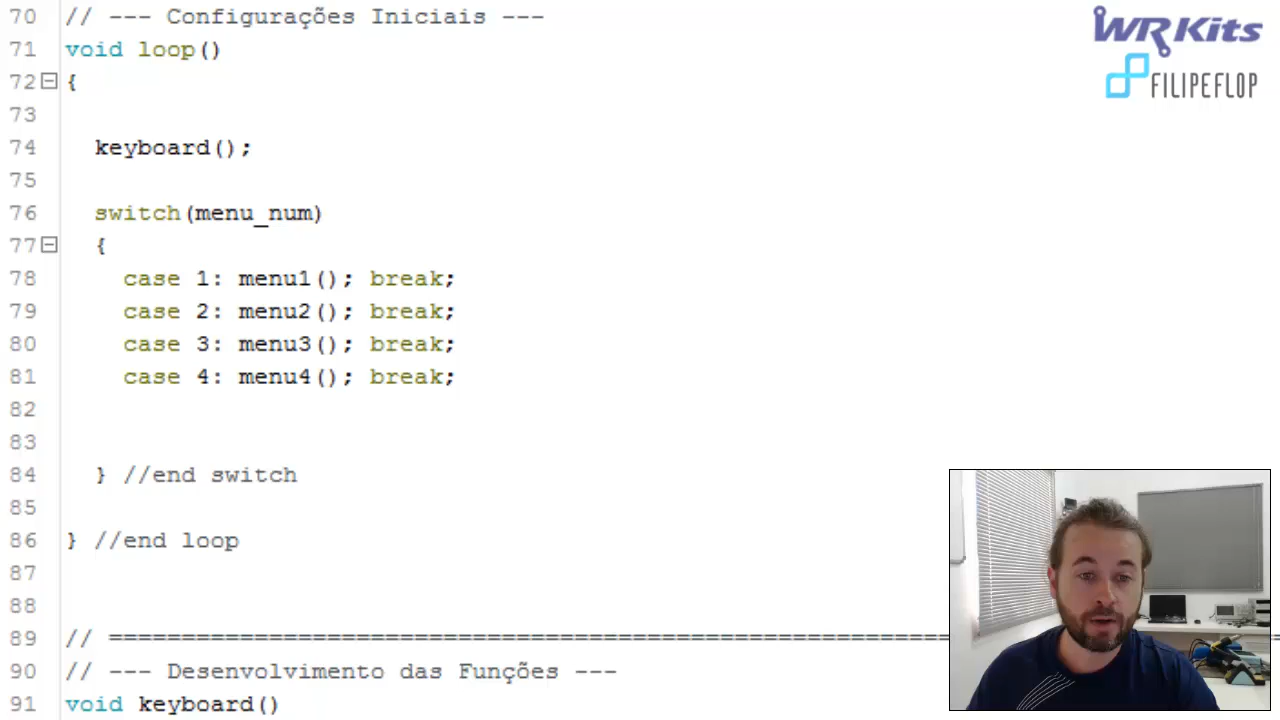 70 // --- Configurações Iniciais ---
71 void loop()
72 {
73
74 keyboard();
75
76 switch(menu_num)
77 {
78 case 1: menu1(); break;
79 case 2: menu2(); break;
80 case 3: menu3(); break;
81 case 4: menu4(); break;
82
83
84 } //end switch
85
86 } //end loop
87
88
89 // ==========================================================
90 // --- Desenvolvimento das Funções ---
91 void keyboard()
WR Kits
FILIPEFLOP